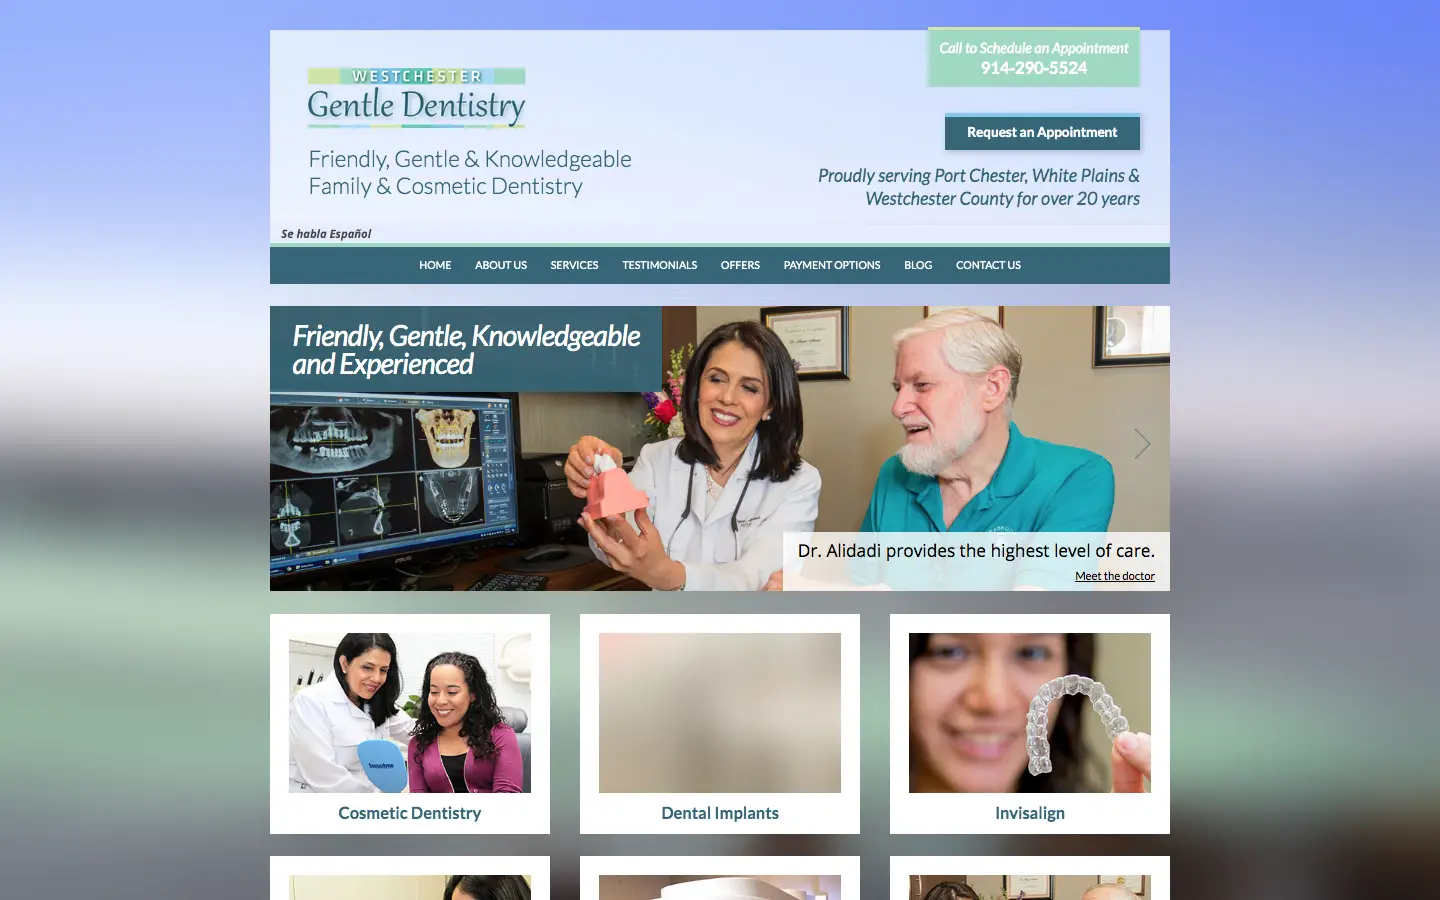 Call to Schedule an Appointment
914-290-5524
WESTCHESTER
Gentle Dentistry
Request an Appointment
Friendly, Gentle & Knowledgeable
Family & Cosmetic Dentistry
Proudly serving Port Chester, White Plains &
Westchester County for over 20 years
Se habla Español
HOME ABOUT US SERVICES TESTIMONIALS OFFERS PAYMENT OPTIONS BLOG CONTACT US
Friendly, Gentle, Knowledgeable
and Experienced
Dr. Alidadi provides the highest level of care.
Meet the doctor
Cosmetic Dentistry
Dental Implants
Invisalign